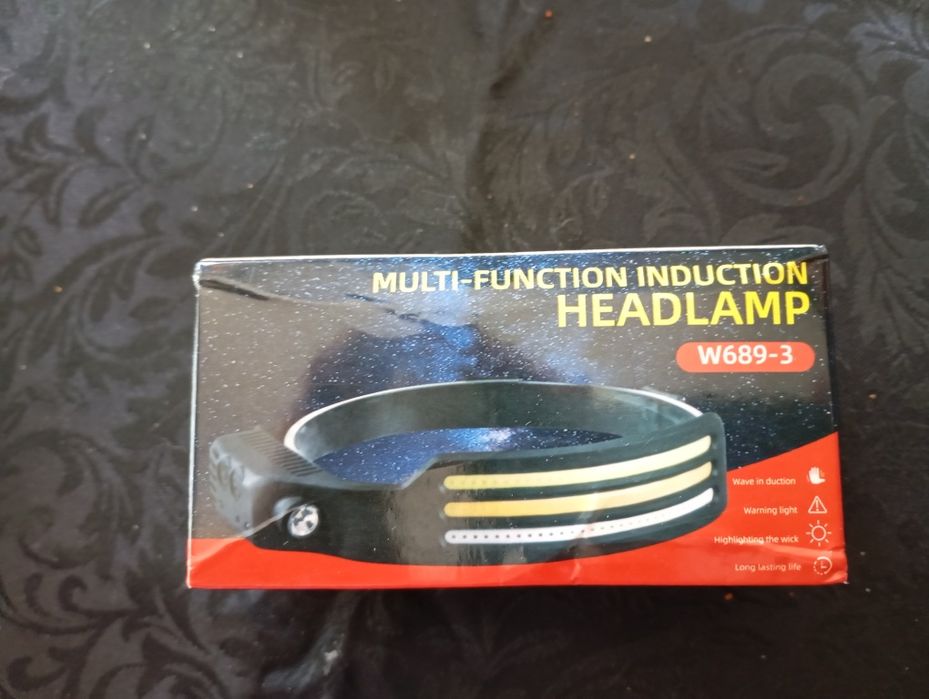 MULTI-FUNCTION INDUCTION
HEADLAMP
W689-3
Wave in duction
Warning light
Highlighting the wick
Long lasting life